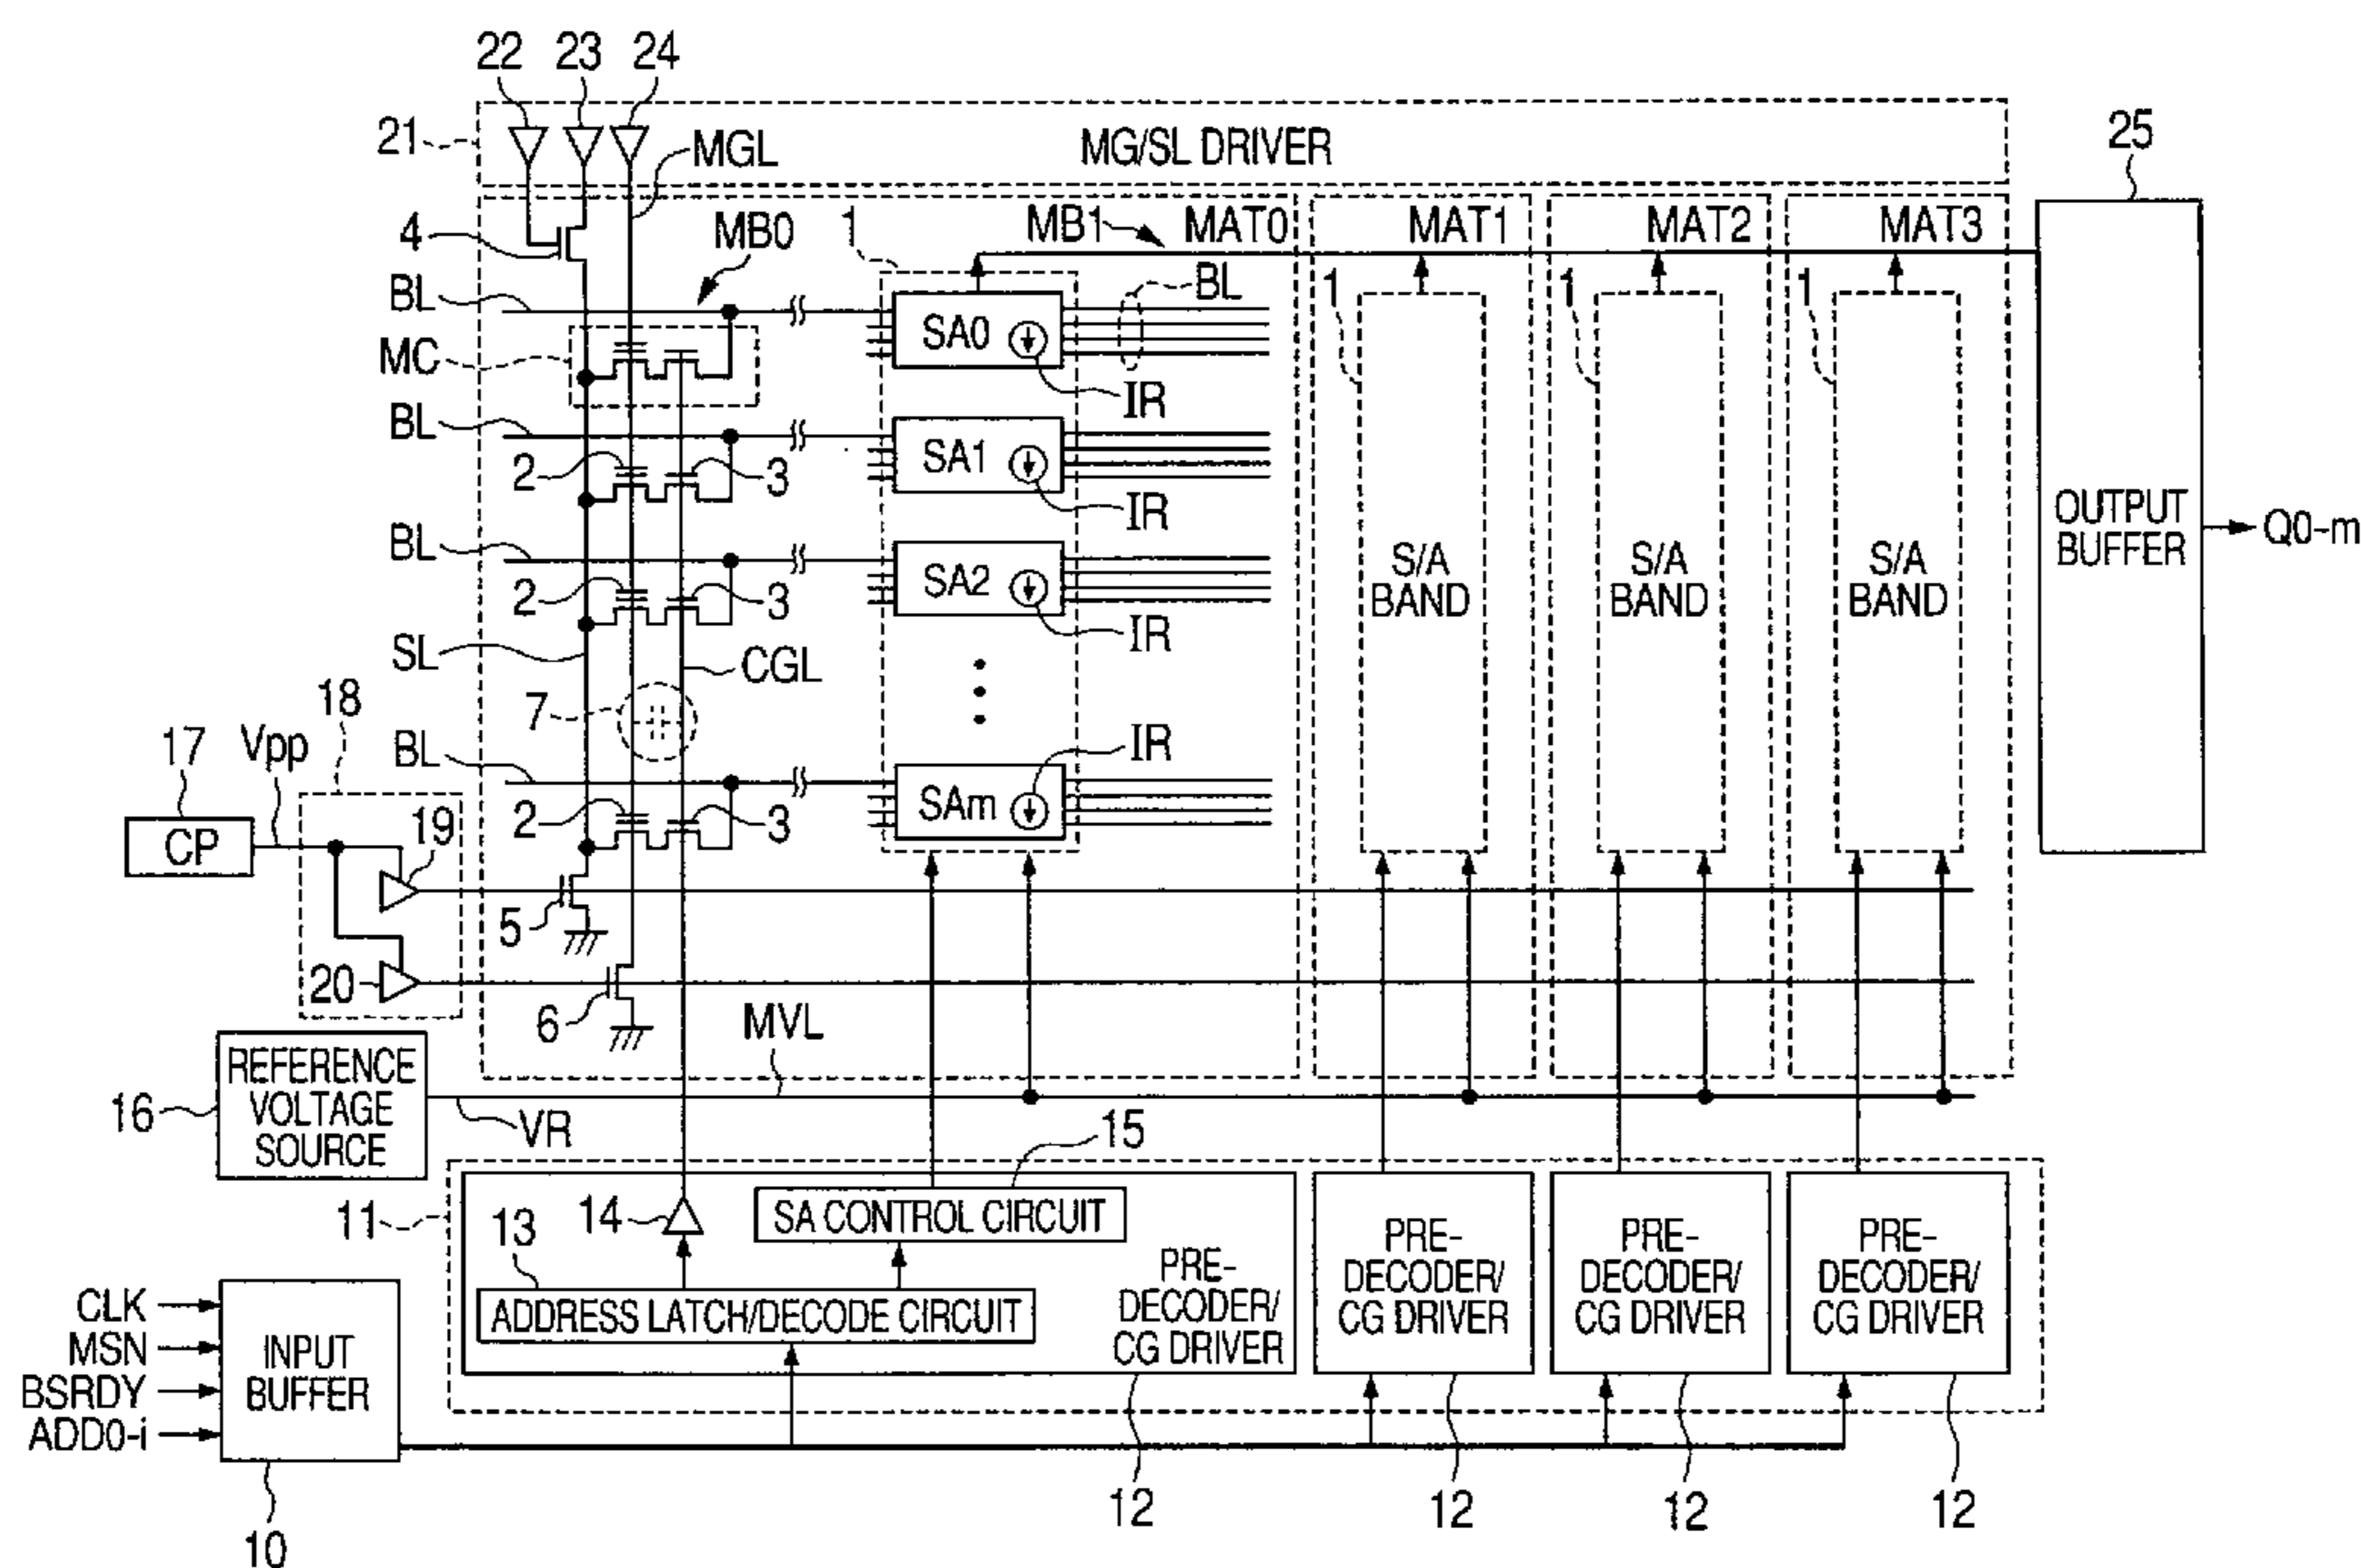 22 23 24
21 MGL MG/SL DRIVER 25
4 MB0 1 MB1 MAT0 MAT1 MAT2 MAT3
BL SA0 BL 1 1 1
MC IR
BL SA1
2 3 IR
BL SA2
2 3 IR
S/A BAND
S/A BAND
S/A BAND
OUTPUT BUFFER
Q0-m
SL CGL
18 7
17 Vpp BL IR
CP 19 2 3 SAm
5
20
6 MVL
16 REFERENCE VOLTAGE SOURCE
VR 15
11 13 14 SA CONTROL CIRCUIT
ADDRESS LATCH/DECODE CIRCUIT
PRE-DECODER/CG DRIVER
PRE-DECODER/CG DRIVER
PRE-DECODER/CG DRIVER
PRE-DECODER/CG DRIVER
CLK
MSN
BSRDY
ADD0-i
INPUT BUFFER
10 12 12 12 12